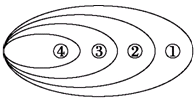 ④ ③ ② ①